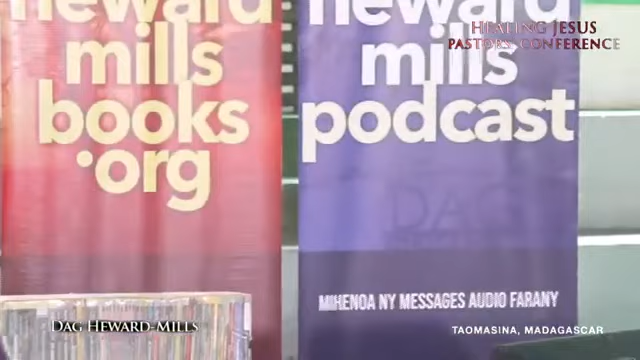 heward
mills
books
.org
heward
mills
podcast
DAG
MIHENOA NY MESSAGES AUDIO FARANY
HEALING JESUS
PASTORS' CONFERENCE
DAG HEWARD-MILLS
TAOMASINA, MADAGASCAR